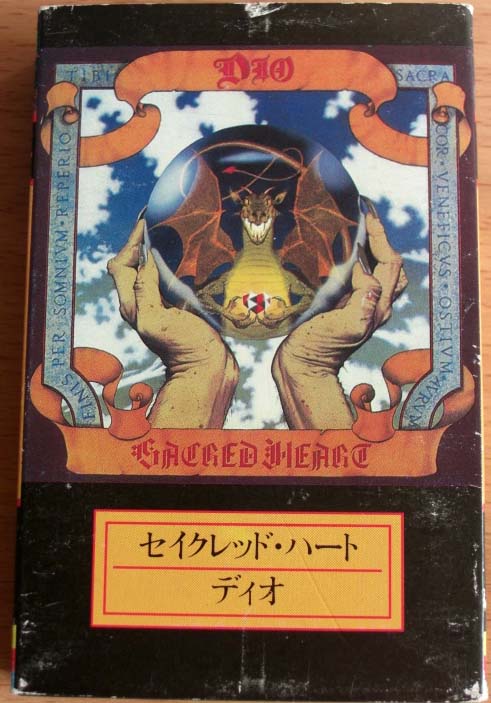 DIO
TIBI
SACRA
COR · VENEFICVS · OSTIVM AVRVM
FINIS PER · SOMNIVM · REPERIO
SACRED HEART
セイクレッド・ハート
ディオ